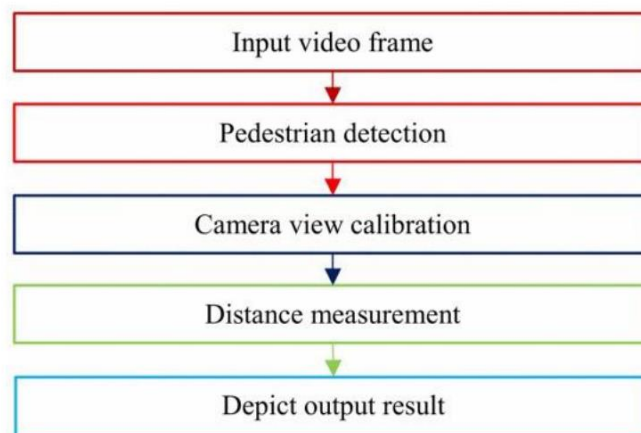 Input video frame
Pedestrian detection
Camera view calibration
Distance measurement
Depict output result